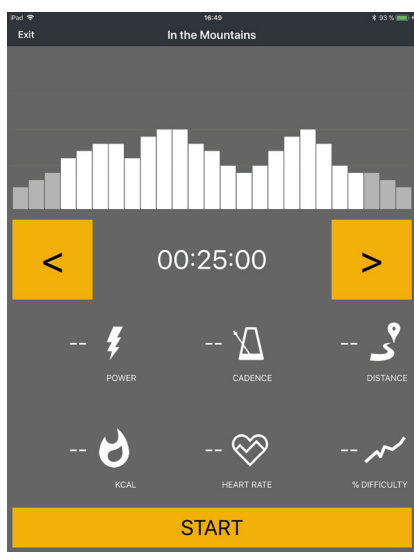 iPad 16:49 93 %
Exit In the Mountains
< 00:25:00 >
-- -- --
POWER CADENCE DISTANCE
-- -- --
KCAL HEART RATE % DIFFICULTY
START